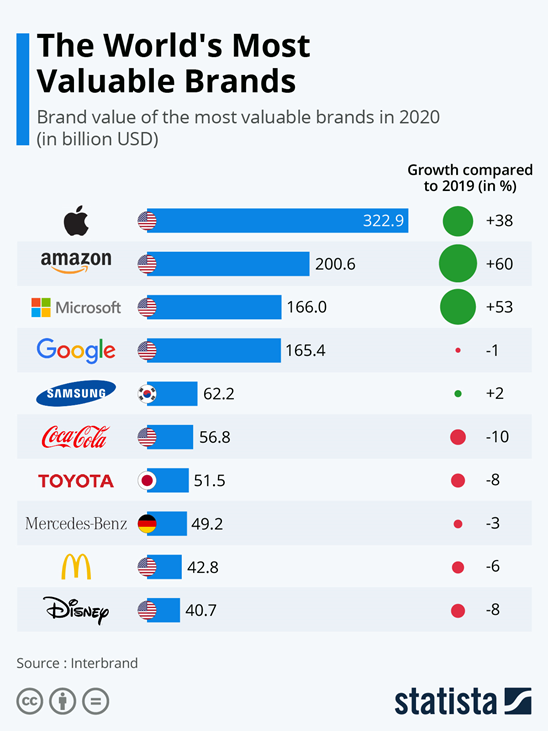 The World's Most
Valuable Brands
Brand value of the most valuable brands in 2020
(in billion USD)
Growth compared
to 2019 (in %)
322.9 +38
amazon 200.6 +60
Microsoft 166.0 +53
Google 165.4 -1
SAMSUNG 62.2 +2
Coca-Cola 56.8 -10
TOYOTA 51.5 -8
Mercedes-Benz 49.2 -3
42.8 -6
Disney 40.7 -8
Source : Interbrand
cc
statista